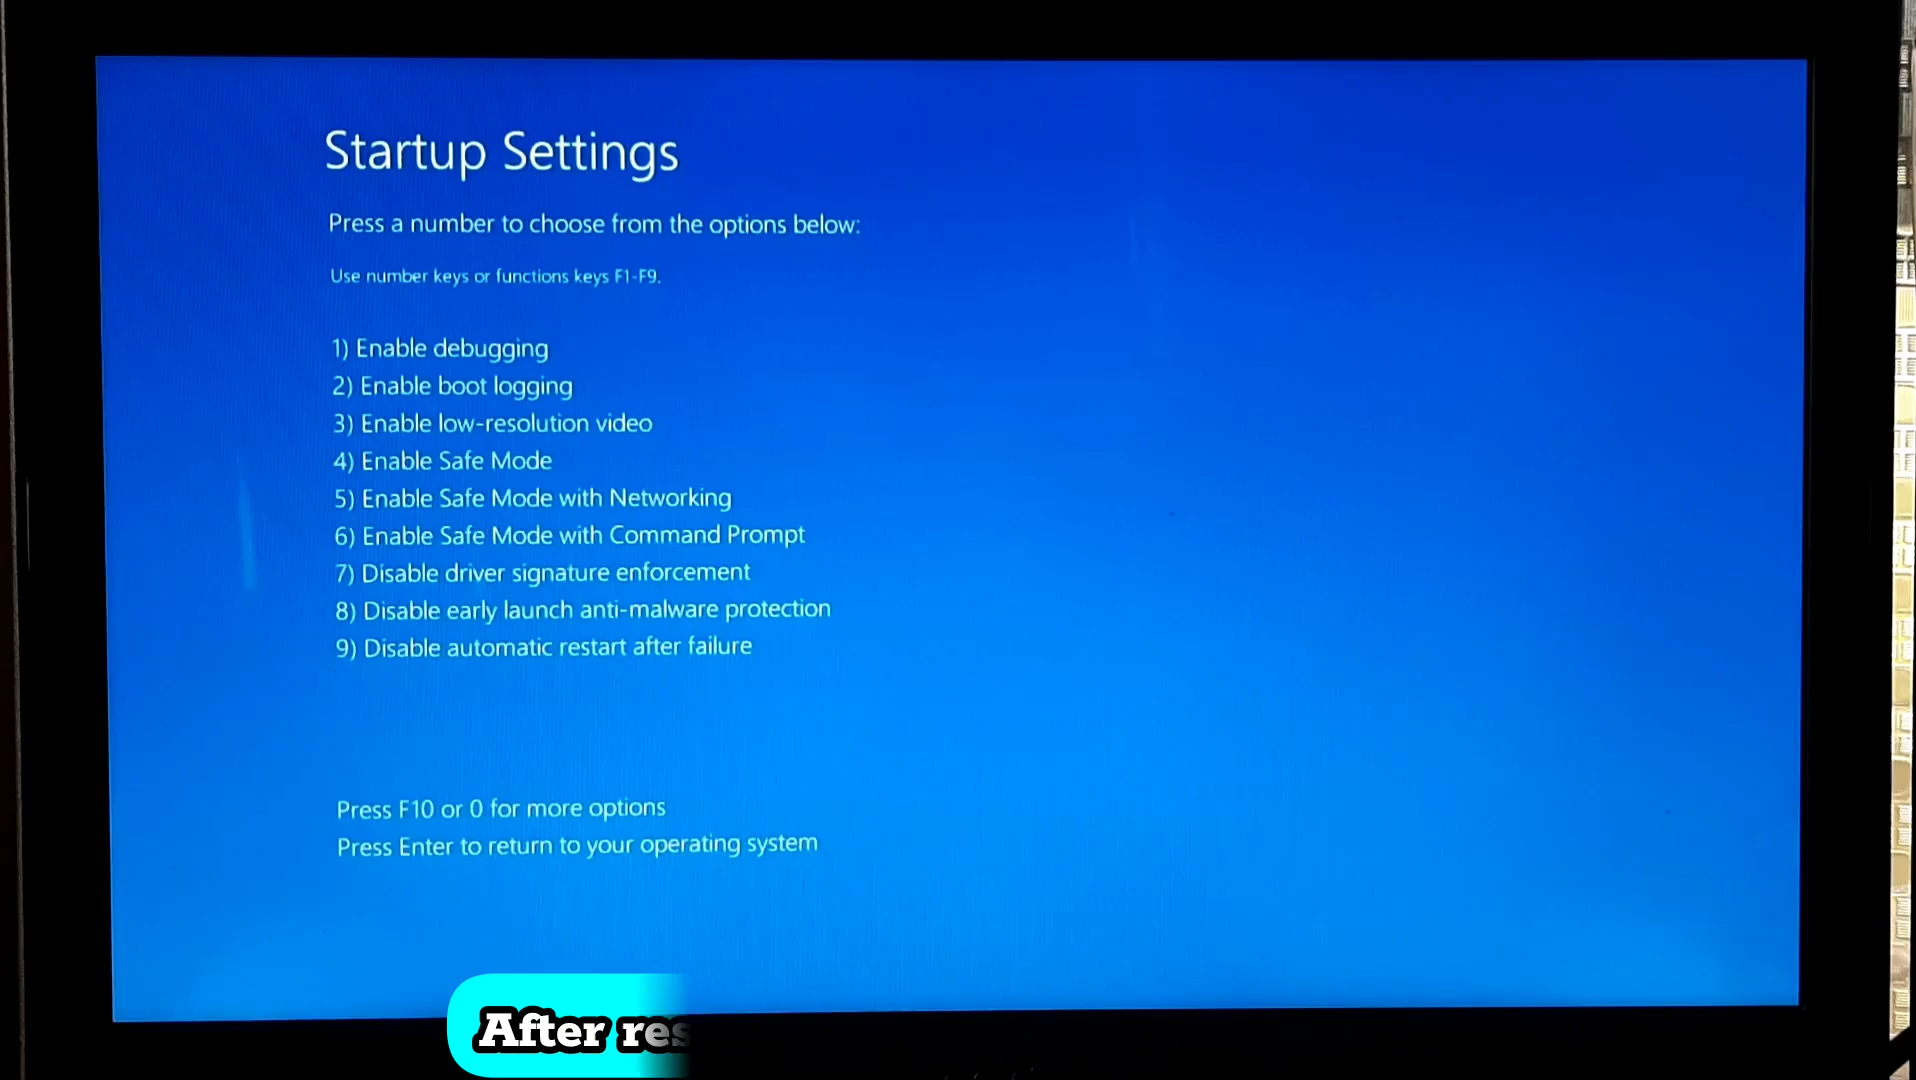 Startup Settings
Press a number to choose from the options below:
Use number keys or functions keys F1-F9.
1) Enable debugging
2) Enable boot logging
3) Enable low-resolution video
4) Enable Safe Mode
5) Enable Safe Mode with Networking
6) Enable Safe Mode with Command Prompt
7) Disable driver signature enforcement
8) Disable early launch anti-malware protection
9) Disable automatic restart after failure
Press F10 or 0 for more options
Press Enter to return to your operating system
After res